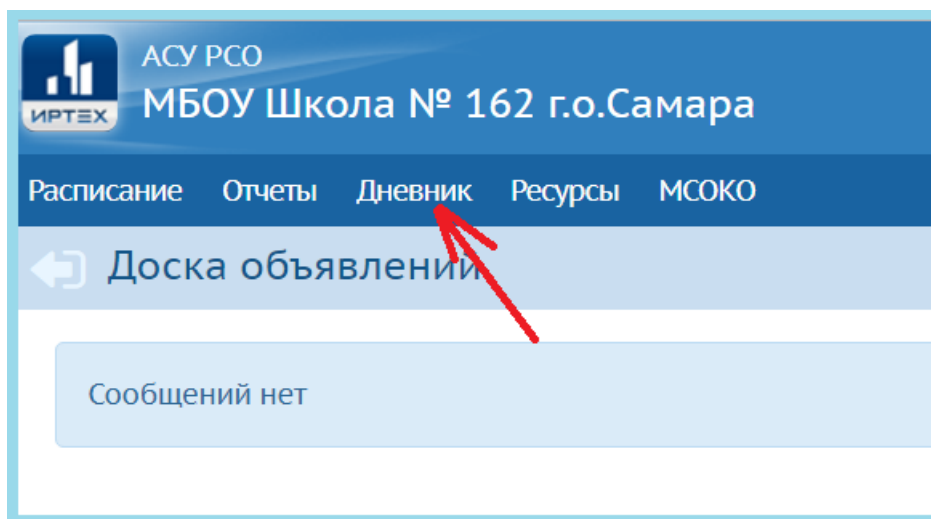 АСУ РСО
МБОУ Школа № 162 г.о.Самара
ИРТЕХ
Расписание Отчеты Дневник Ресурсы МСОКО
Доска объявлений
Сообщений нет